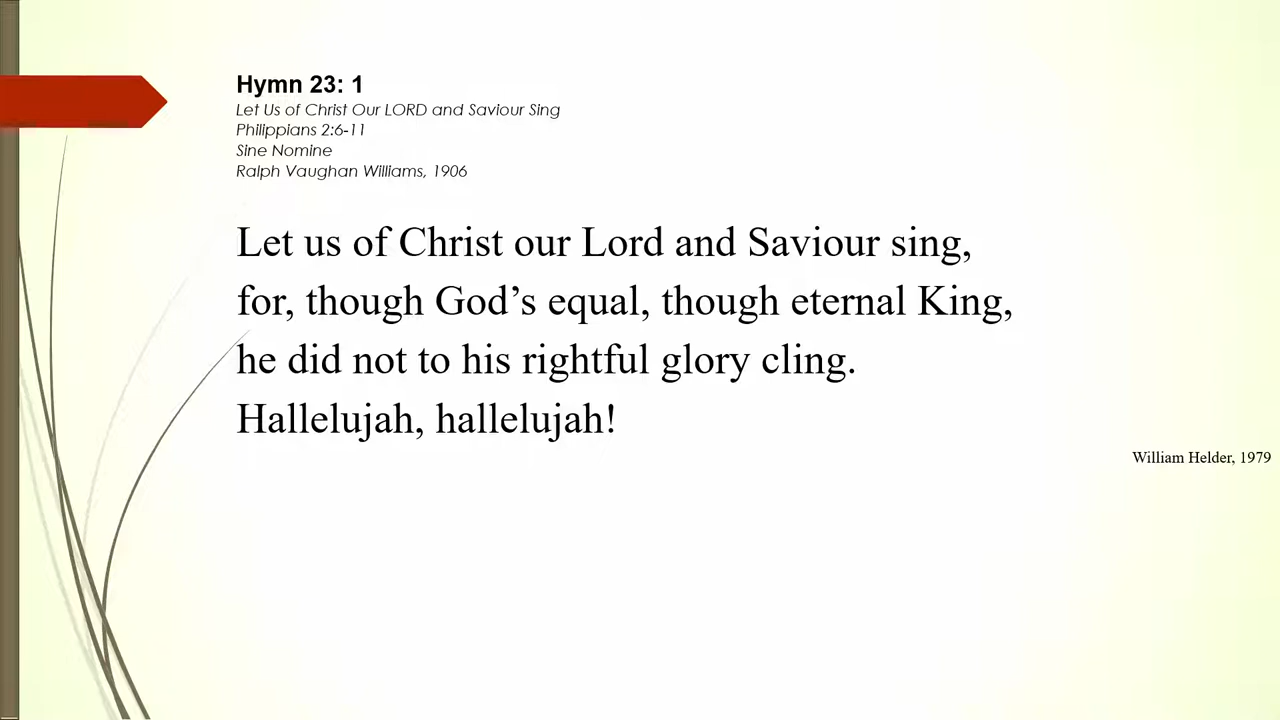 Hymn 23: 1
Let Us of Christ Our LORD and Saviour Sing
Philippians 2:6-11
Sine Nomine
Ralph Vaughan Williams, 1906
Let us of Christ our Lord and Saviour sing,
for, though God’s equal, though eternal King,
he did not to his rightful glory cling.
Hallelujah, hallelujah!
William Helder, 1979